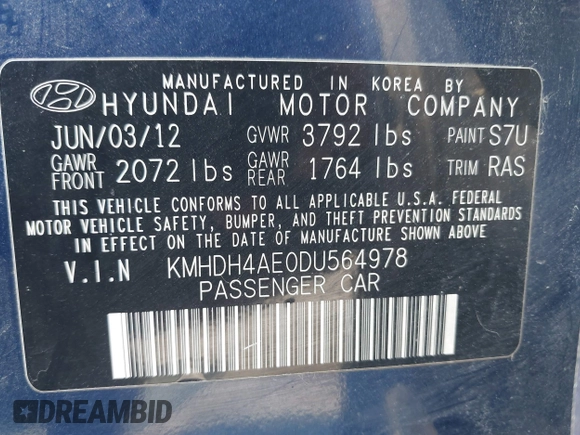 MANUFACTURED IN KOREA BY
HYUNDAI MOTOR COMPANY
JUN/03/12 GVWR 3792 lbs PAINT S7U
GAWR FRONT 2072 lbs GAWR REAR 1764 lbs TRIM RAS
THIS VEHICLE CONFORMS TO ALL APPLICABLE U.S.A. FEDERAL
MOTOR VEHICLE SAFETY, BUMPER, AND THEFT PREVENTION STANDARDS
IN EFFECT ON THE DATE OF MANUFACTURE SHOWN ABOVE.
V.I.N KMHDH4AE0DU564978
PASSENGER CAR
DREAMBID